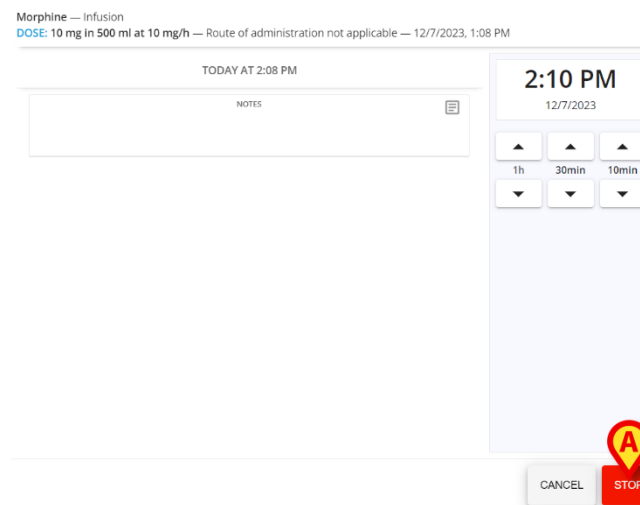 Morphine — Infusion
DOSE: 10 mg in 500 ml at 10 mg/h — Route of administration not applicable — 12/7/2023, 1:08 PM
TODAY AT 2:08 PM
NOTES
2:10 PM
12/7/2023
1h 30min 10min
A
CANCEL STOP